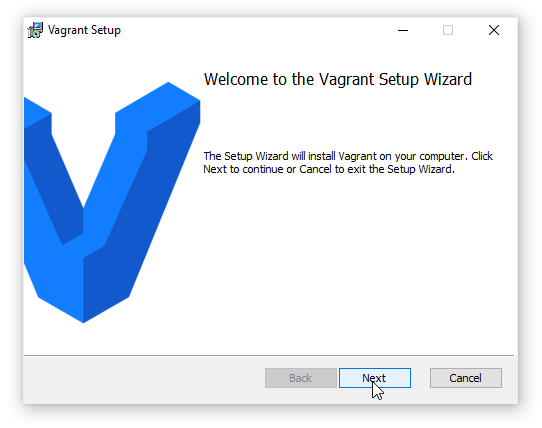 Vagrant Setup
Welcome to the Vagrant Setup Wizard
The Setup Wizard will install Vagrant on your computer. Click
Next to continue or Cancel to exit the Setup Wizard.
Back
Next
Cancel